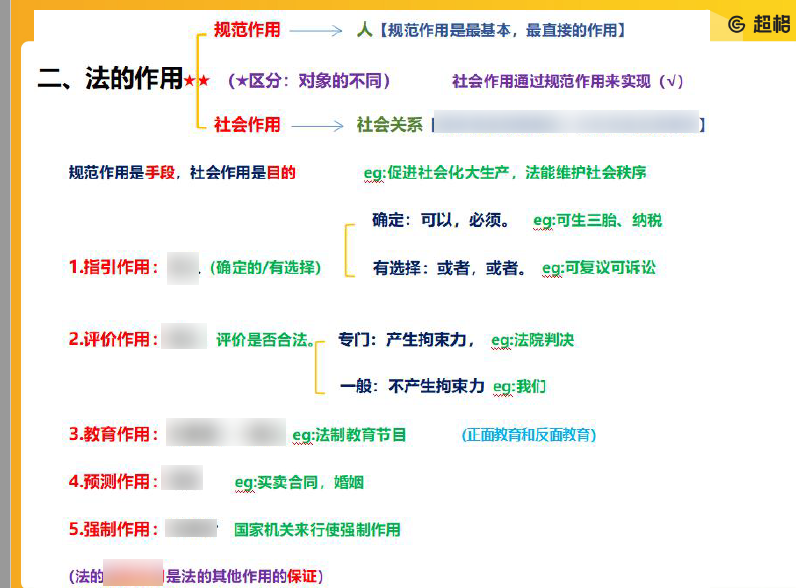 超格
规范作用 人【规范作用是最基本，最直接的作用】
二、法的作用★★ （★区分：对象的不同） 社会作用通过规范作用来实现（√）
社会作用 社会关系【 】
规范作用是手段，社会作用是目的 eg:促进社会化大生产，法能维护社会秩序
确定：可以，必须。 eg:可生三胎、纳税
1.指引作用： （确定的/有选择）
有选择：或者，或者。 eg:可复议可诉讼
2.评价作用： 评价是否合法。 专门：产生拘束力， eg:法院判决
一般：不产生拘束力 eg:我们
3.教育作用： eg:法制教育节目 （正面教育和反面教育）
4.预测作用： eg:买卖合同，婚姻
5.强制作用： 国家机关来行使强制作用
（法的 是法的其他作用的保证）